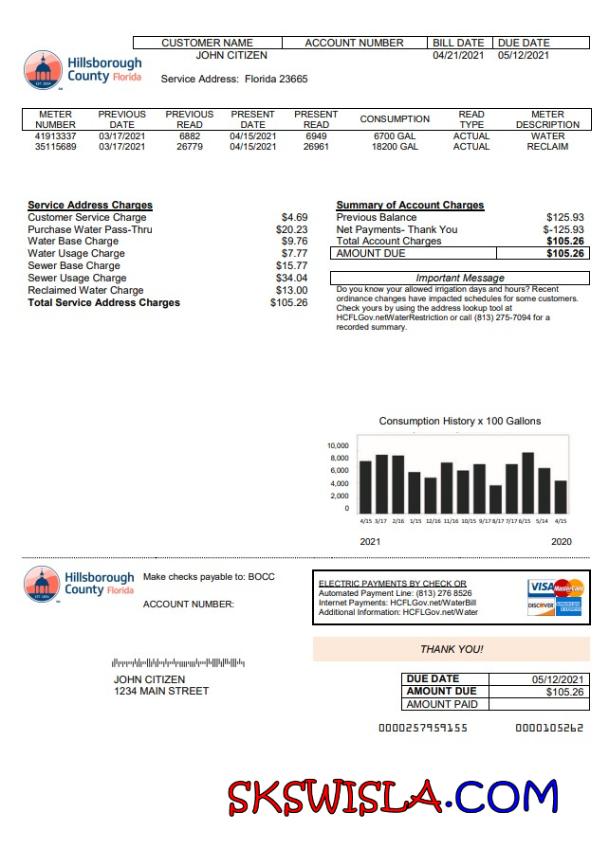 CUSTOMER NAME ACCOUNT NUMBER BILL DATE DUE DATE
JOHN CITIZEN 04/21/2021 05/12/2021
Hillsborough
County Florida
Service Address: Florida 23665
METER NUMBER PREVIOUS DATE PREVIOUS READ PRESENT DATE PRESENT READ CONSUMPTION READ TYPE METER DESCRIPTION
41913337 03/17/2021 6882 04/15/2021 6949 6700 GAL ACTUAL WATER
35115689 03/17/2021 26779 04/15/2021 26961 18200 GAL ACTUAL RECLAIM
Service Address Charges
Customer Service Charge $4.69
Purchase Water Pass-Thru $20.23
Water Base Charge $9.76
Water Usage Charge $7.77
Sewer Base Charge $15.77
Sewer Usage Charge $34.04
Reclaimed Water Charge $13.00
Total Service Address Charges $105.26
Summary of Account Charges
Previous Balance $125.93
Net Payments- Thank You $-125.93
Total Account Charges $105.26
AMOUNT DUE $105.26
Important Message
Do you know your allowed irrigation days and hours? Recent
ordinance changes have impacted schedules for some customers.
Check yours by using the address lookup tool at
HCFLGov.netWaterRestriction or call (813) 275-7094 for a
recorded summary.
Consumption History x 100 Gallons
10,000
8,000
6,000
4,000
2,000
0
4/15 3/17 2/16 1/15 12/16 11/16 10/15 9/17 8/17 7/17 6/15 5/14 4/15
2021 2020
Hillsborough
County Florida
Make checks payable to: BOCC
ACCOUNT NUMBER:
ELECTRIC PAYMENTS BY CHECK OR
Automated Payment Line: (813) 276 8526
Internet Payments: HCFLGov.net/WaterBill
Additional Information: HCFLGov.net/Water
VISA MasterCard
DISCOVER AMERICAN EXPRESS
THANK YOU!
JOHN CITIZEN
1234 MAIN STREET
DUE DATE 05/12/2021
AMOUNT DUE $105.26
AMOUNT PAID
0000257959155 0000105262
SKSWISLA.COM